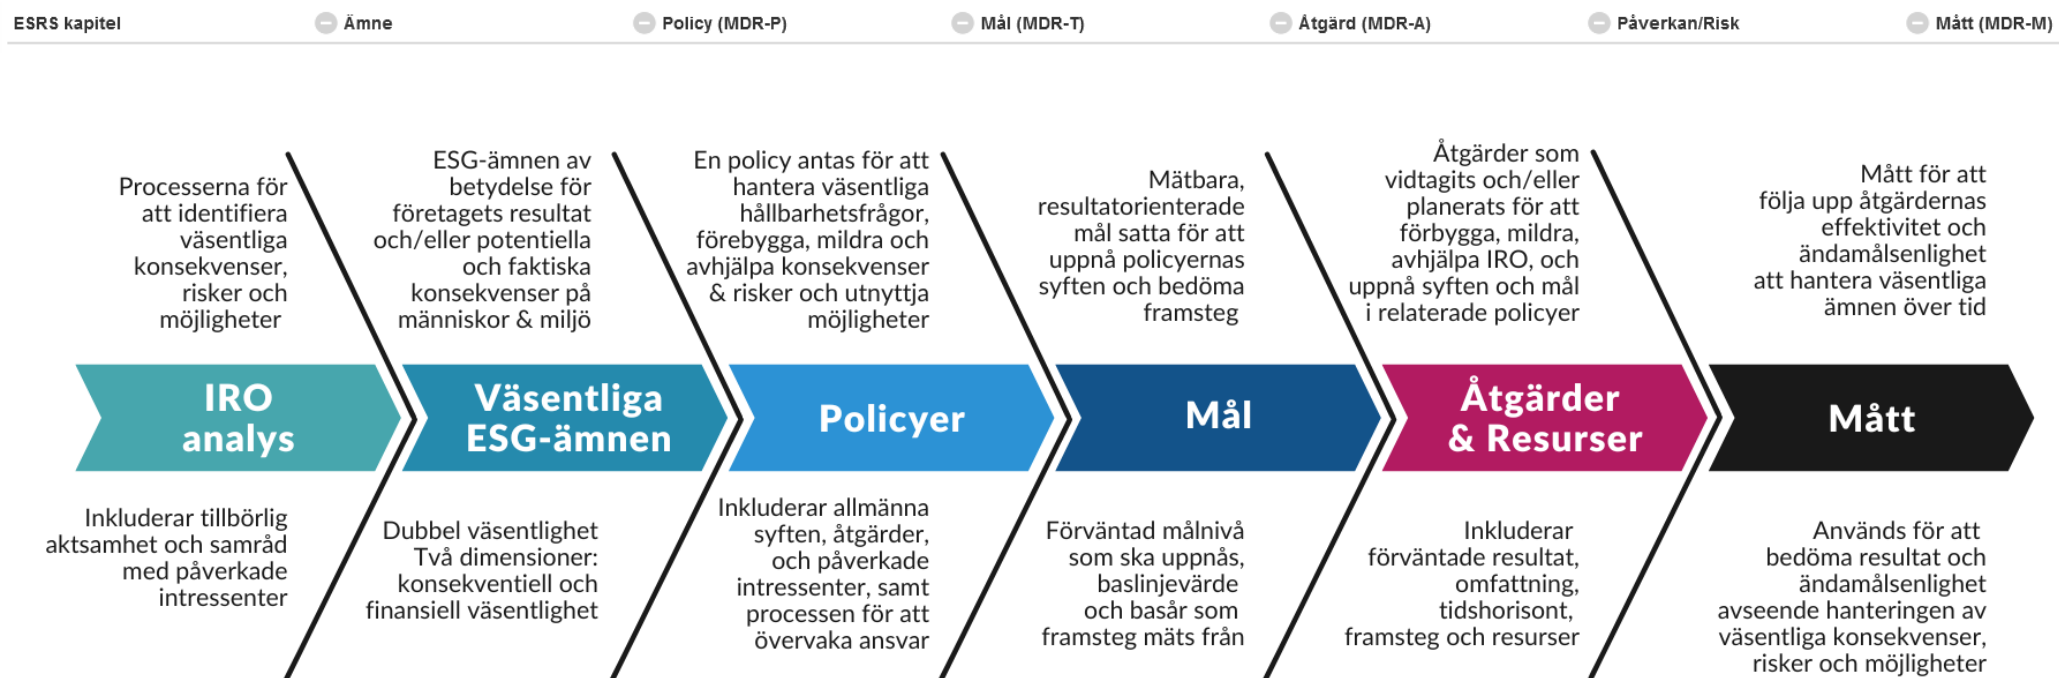 ESRS kapitel
Ämne
Policy (MDR-P)
Mål (MDR-T)
Åtgärd (MDR-A)
Påverkan/Risk
Mått (MDR-M)
Processerna för
att identifiera
väsentliga
konsekvenser,
risker och
möjligheter
ESG-ämnen av
betydelse för
företagets resultat
och/eller potentiella
och faktiska
konsekvenser på
människor & miljö
En policy antas för att
hantera väsentliga
hållbarhetsfrågor,
förebygga, mildra och
avhjälpa konsekvenser
& risker och utnyttja
möjligheter
Mätbara,
resultatorienterade
mål satta för att
uppnå policyernas
syften och bedöma
framsteg
Åtgärder som
vidtagits och/eller
planerats för att
förbygga, mildra,
avhjälpa IRO, och
uppnå syften och mål
i relaterade policyer
Mått för att
följa upp åtgärdernas
effektivitet och
ändamålsenlighet
att hantera väsentliga
ämnen över tid
IRO
analys
Väsentliga
ESG-ämnen
Policyer
Mål
Åtgärder
& Resurser
Mått
Inkluderar tillbörlig
aktsamhet och samråd
med påverkade
intressenter
Dubbel väsentlighet
Två dimensioner:
konsekventiell och
finansiell väsentlighet
Inkluderar allmänna
syften, åtgärder,
och påverkade
intressenter, samt
processen för att
övervaka ansvar
Förväntad målnivå
som ska uppnås,
baslinjevärde
och basår som
framsteg mäts från
Inkluderar
förväntade resultat,
omfattning,
tidshorisont,
framsteg och resurser
Används för att
bedöma resultat och
ändamålsenlighet
avseende hanteringen av
väsentliga konsekvenser,
risker och möjligheter